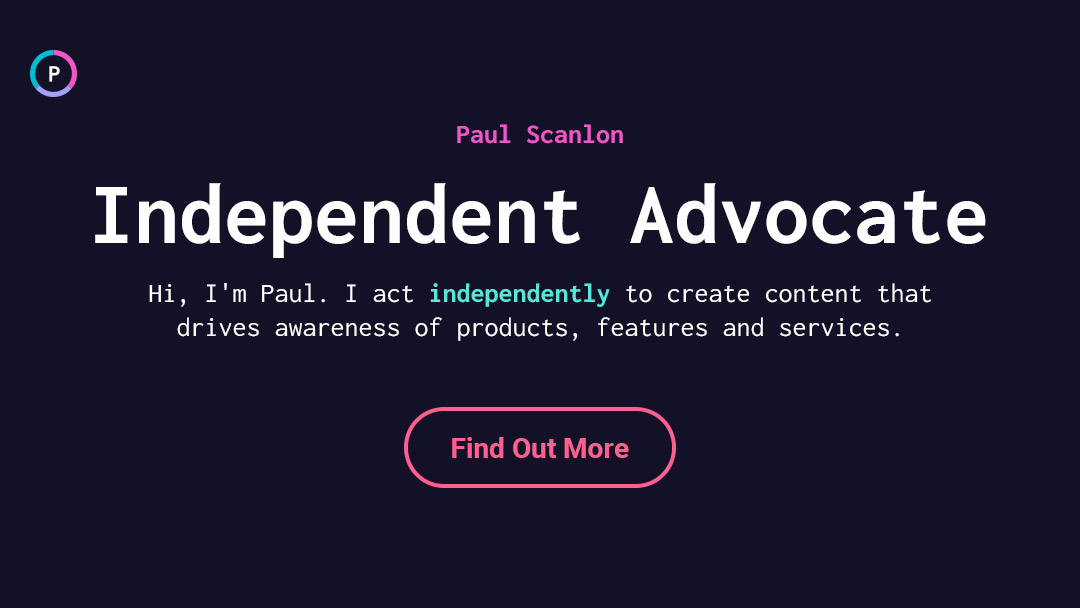 P
Paul Scanlon
Independent Advocate
Hi, I'm Paul. I act independently to create content that
drives awareness of products, features and services.
Find Out More